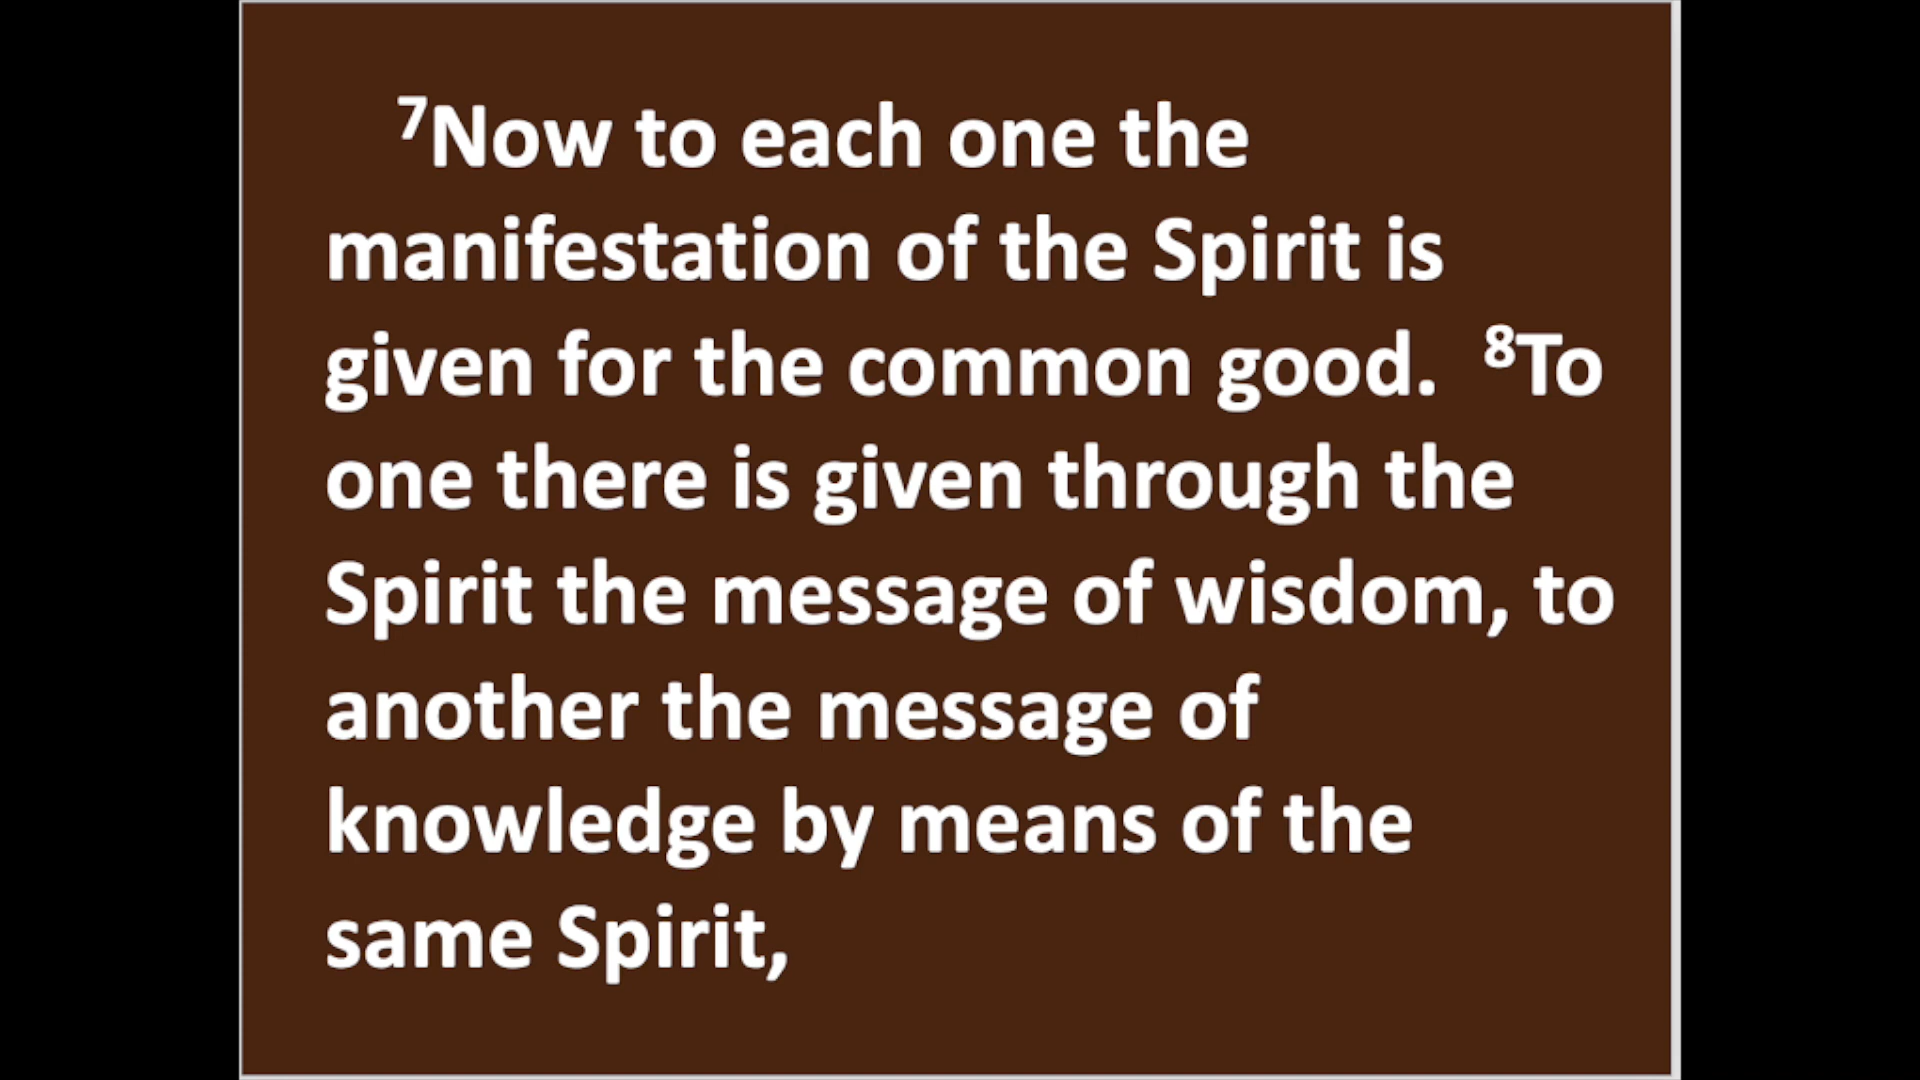 ⁷Now to each one the
manifestation of the Spirit is
given for the common good.  ⁸To
one there is given through the
Spirit the message of wisdom, to
another the message of
knowledge by means of the
same Spirit,